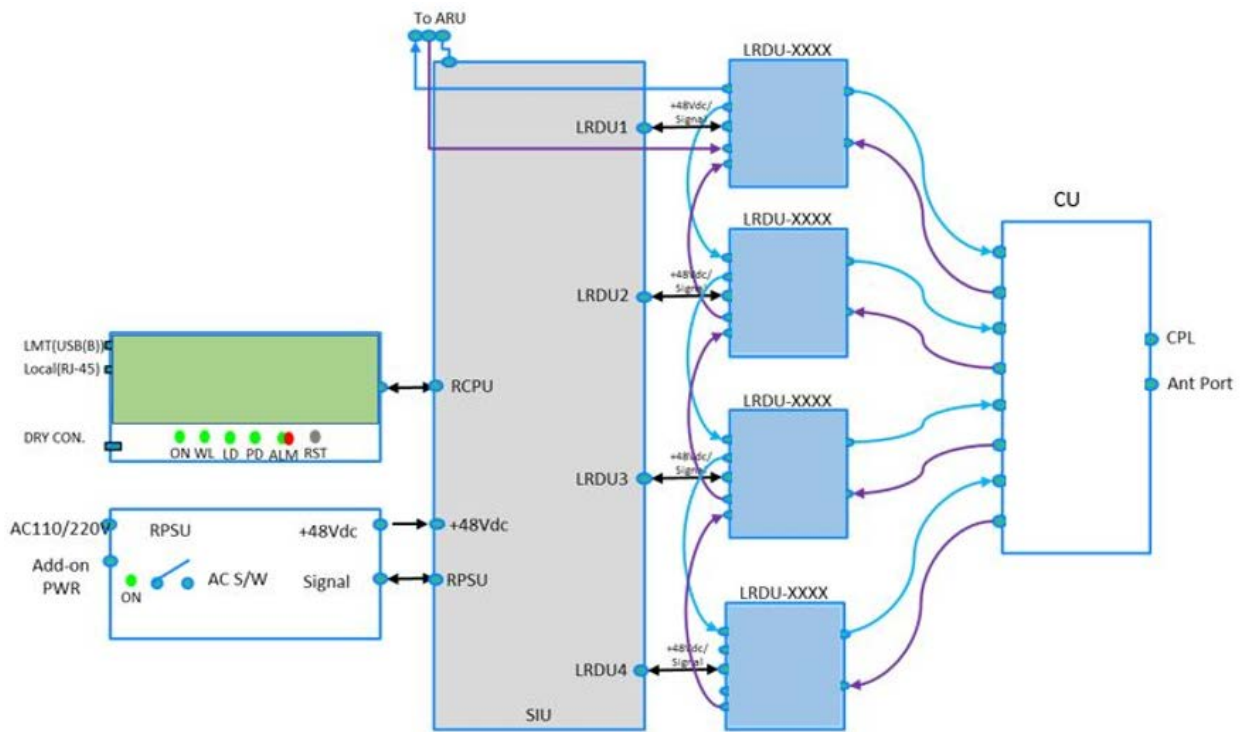 To ARU
LRDU-XXXX
+48Vdc/
Signal
LRDU1
CU
LRDU-XXXX
+48Vdc/
Signal
LRDU2
LMT(USB(B))
Local(RJ-45)
RCPU
CPL
Ant Port
LRDU-XXXX
DRY CON.
ON WL LD PD ALM RST
+48Vdc/
Signal
LRDU3
AC110/220V
RPSU
+48Vdc
+48Vdc
Add-on
PWR
ON
AC S/W
Signal
RPSU
LRDU-XXXX
+48Vdc/
Signal
LRDU4
SIU